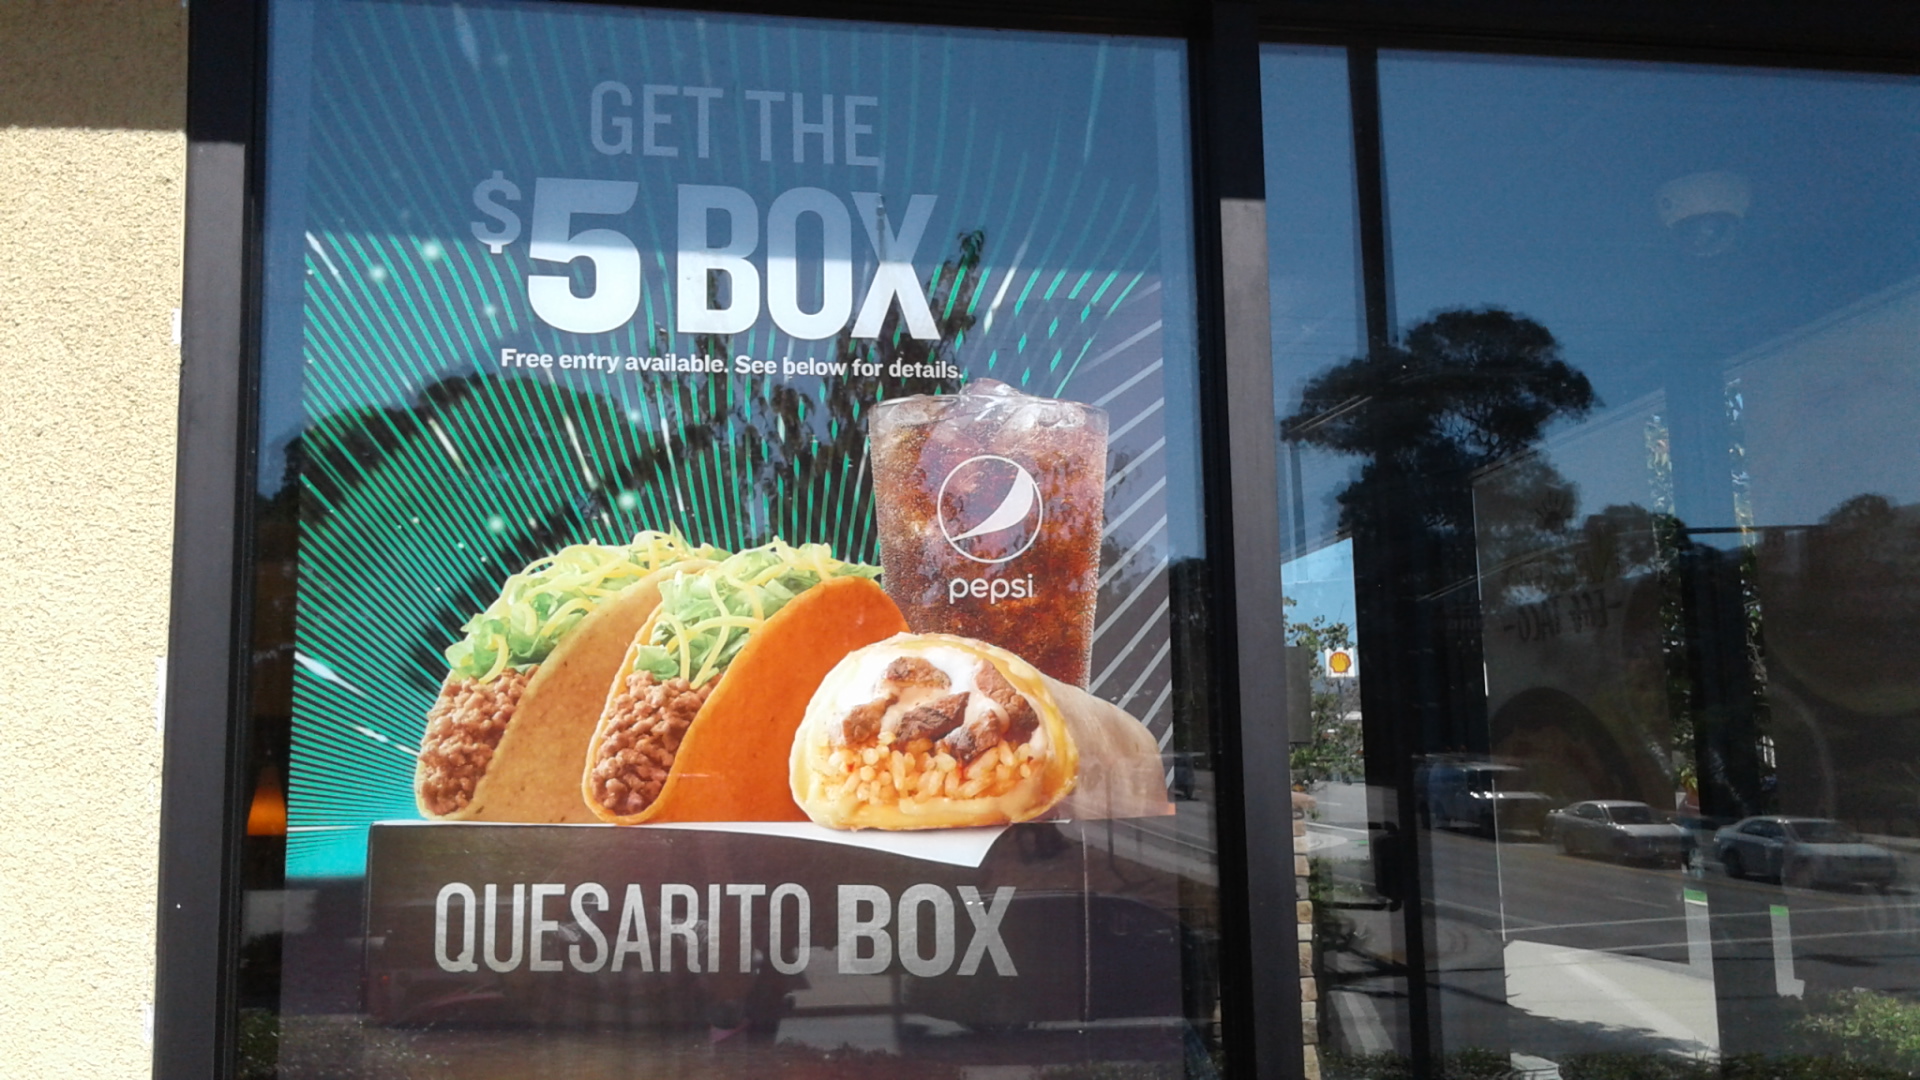 GET THE
$5 BOX
Free entry available. See below for details.
pepsi
QUESARITO BOX